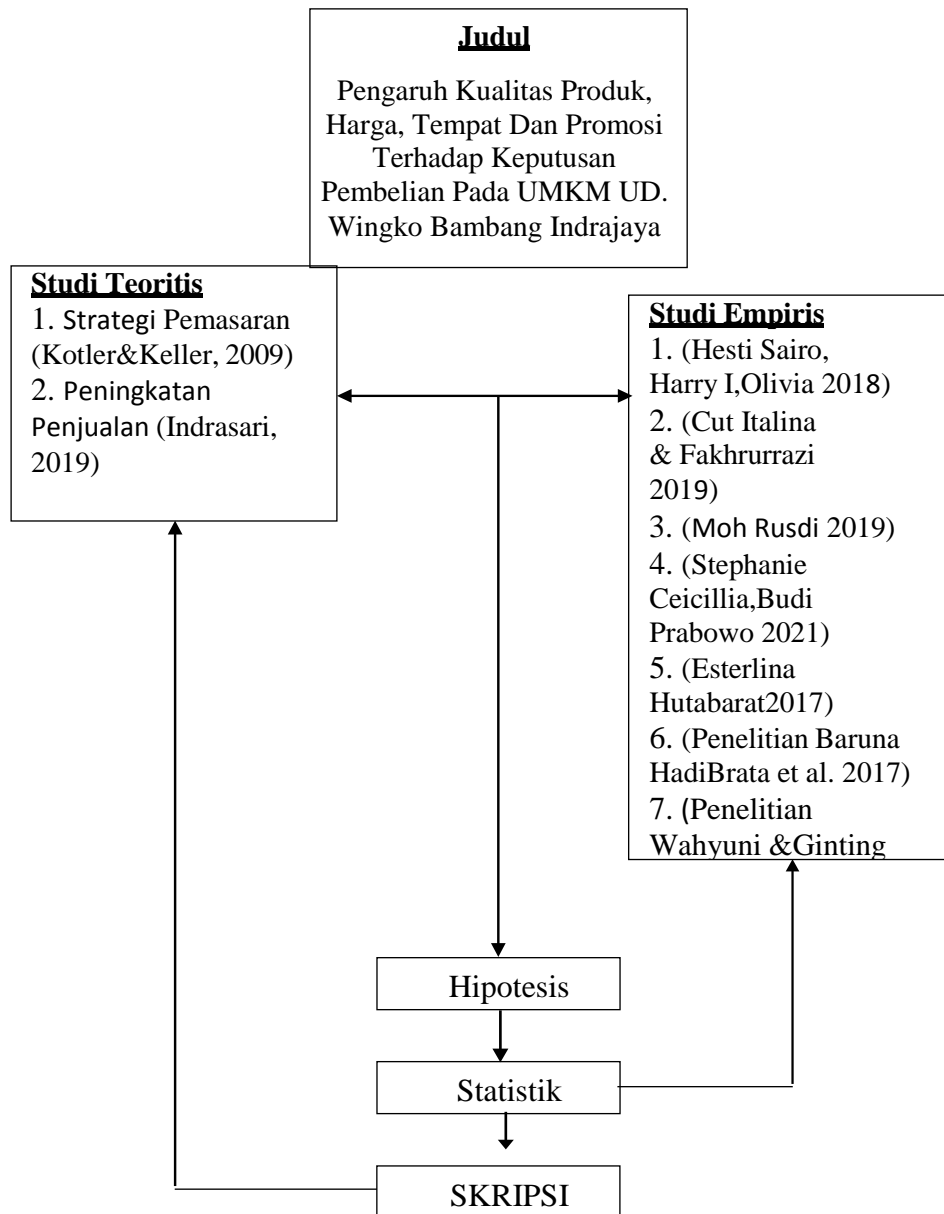 Judul
Pengaruh Kualitas Produk,
Harga, Tempat Dan Promosi
Terhadap Keputusan
Pembelian Pada UMKM UD.
Wingko Bambang Indrajaya
Studi Teoritis
1. Strategi Pemasaran
(Kotler&Keller, 2009)
2. Peningkatan
Penjualan (Indrasari,
2019)
Studi Empiris
1. (Hesti Sairo,
Harry I,Olivia 2018)
2. (Cut Italina
& Fakhrurrazi
2019)
3. (Moh Rusdi 2019)
4. (Stephanie
Ceicillia,Budi
Prabowo 2021)
5. (Esterlina
Hutabarat2017)
6. (Penelitian Baruna
HadiBrata et al. 2017)
7. (Penelitian
Wahyuni &Ginting
Hipotesis
Statistik
SKRIPSI